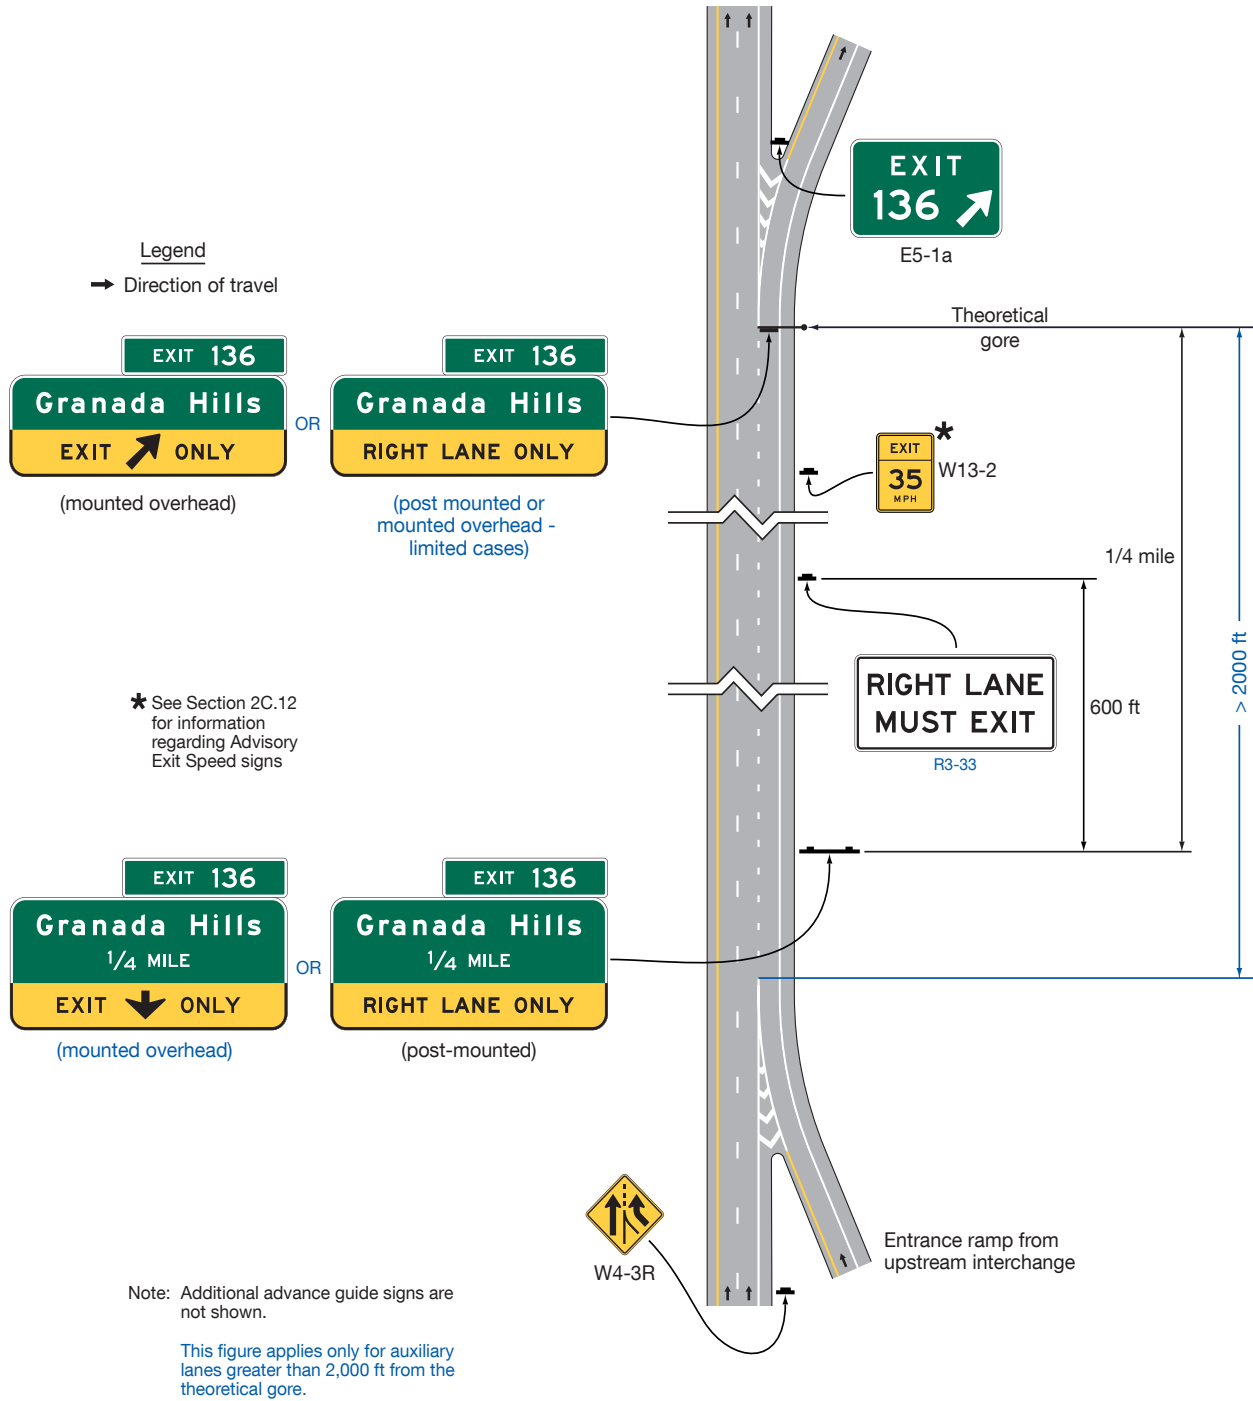 EXIT
136
E5-1a
Legend
Direction of travel
Theoretical
gore
EXIT 136
Granada Hills
EXIT ONLY
(mounted overhead)
OR
EXIT 136
Granada Hills
RIGHT LANE ONLY
(post mounted or
mounted overhead -
limited cases)
EXIT
35
MPH
*
W13-2
1/4 mile
> 2000 ft
RIGHT LANE
MUST EXIT
R3-33
600 ft
* See Section 2C.12
for information
regarding Advisory
Exit Speed signs
EXIT 136
Granada Hills
1/4 MILE
EXIT ONLY
(mounted overhead)
OR
EXIT 136
Granada Hills
1/4 MILE
RIGHT LANE ONLY
(post-mounted)
W4-3R
Entrance ramp from
upstream interchange
Note: Additional advance guide signs are
not shown.
This figure applies only for auxiliary
lanes greater than 2,000 ft from the
theoretical gore.